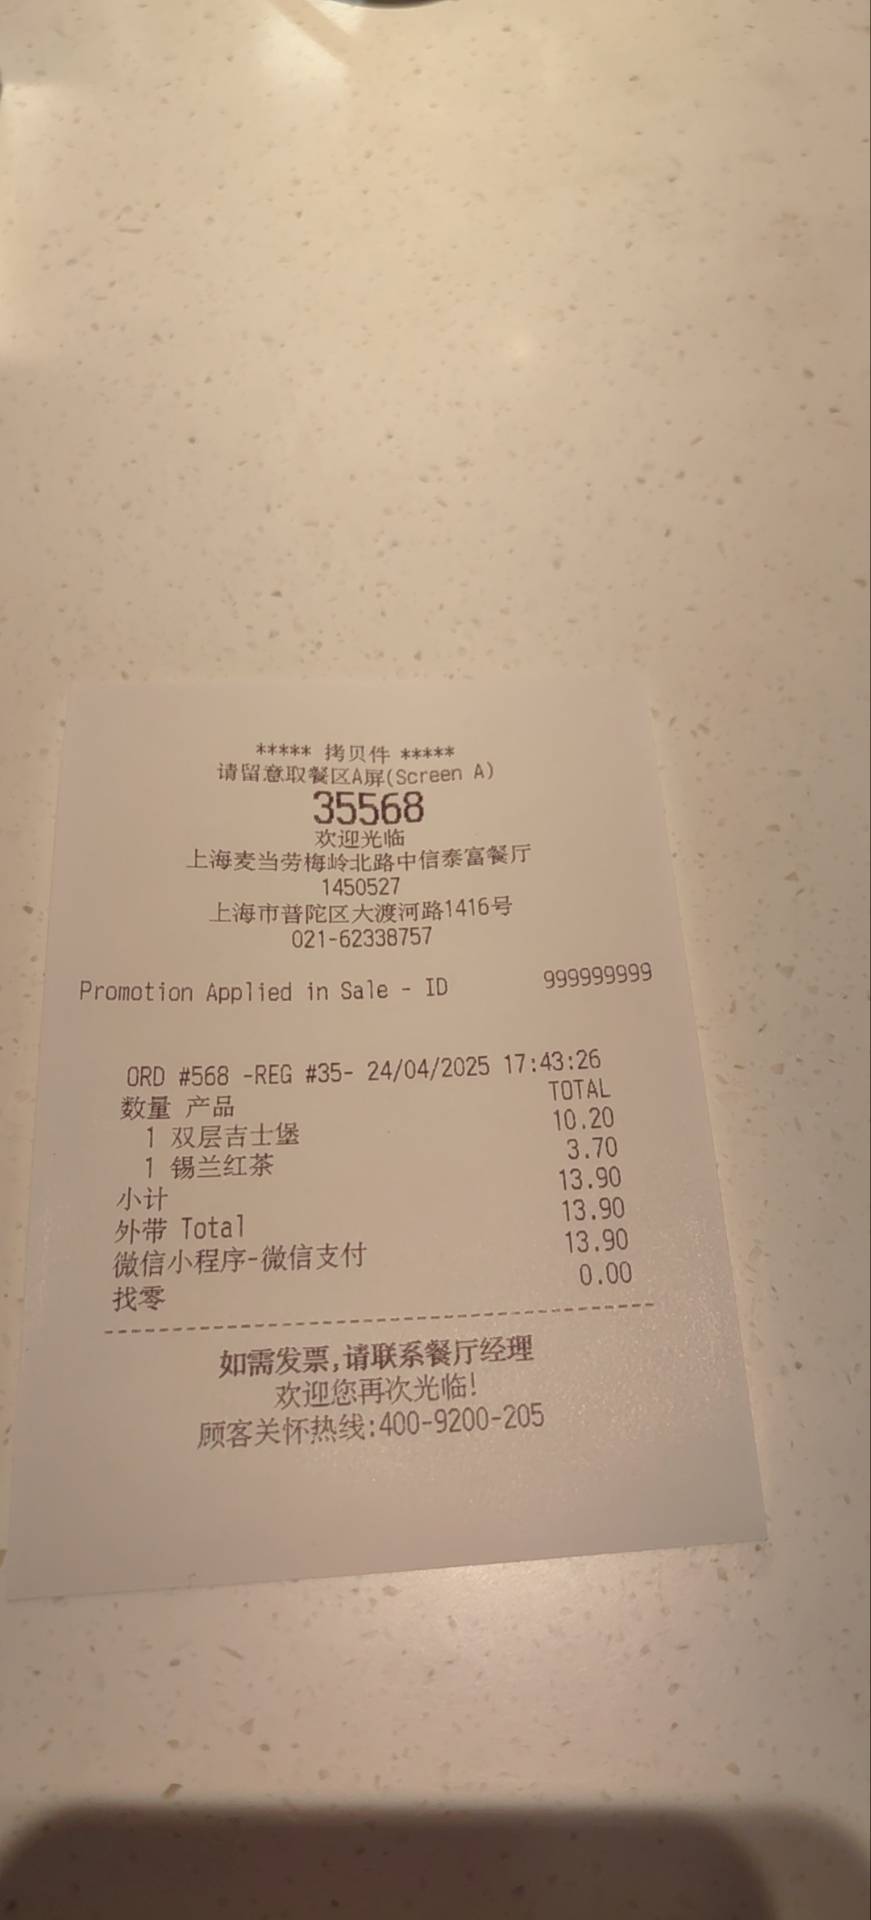 ***** 拷贝件 *****
请留意取餐区A屏(Screen A)
35568
欢迎光临
上海麦当劳梅岭北路中信泰富餐厅
1450527
上海市普陀区大渡河路1416号
021-62338757
Promotion Applied in Sale - ID 999999999
ORD #568 -REG #35- 24/04/2025 17:43:26
数量 产品 TOTAL
1 双层吉士堡 10.20
1 锡兰红茶 3.70
小计 13.90
外带 Total 13.90
微信小程序-微信支付 13.90
找零 0.00
如需发票,请联系餐厅经理
欢迎您再次光临!
顾客关怀热线:400-9200-205